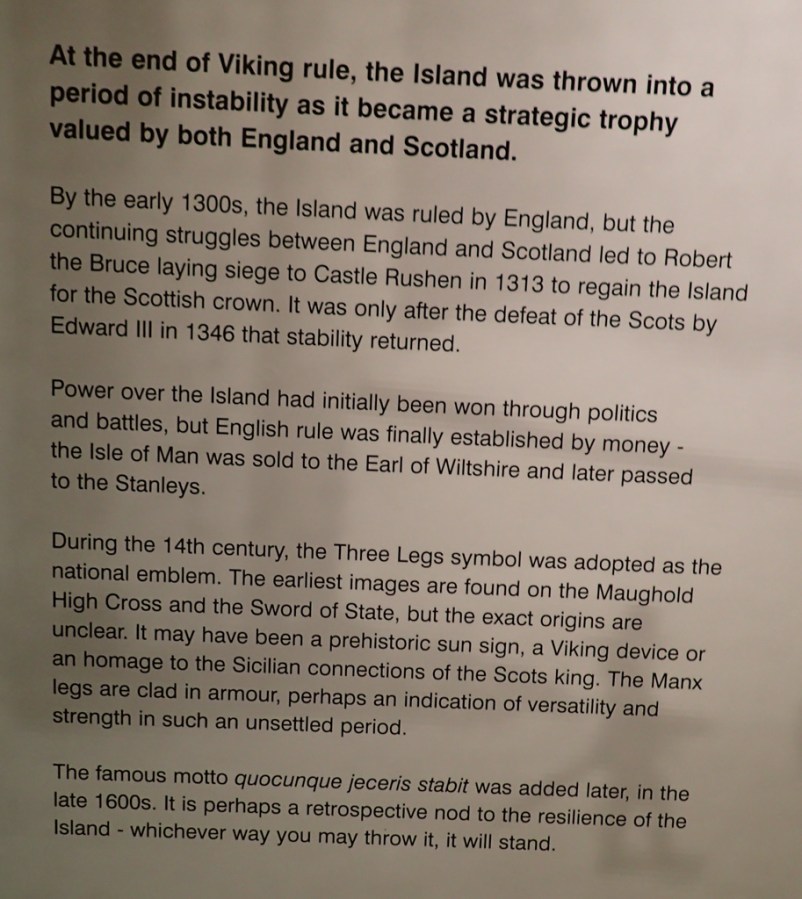 At the end of Viking rule, the Island was thrown into a
period of instability as it became a strategic trophy
valued by both England and Scotland.
By the early 1300s, the Island was ruled by England, but the
continuing struggles between England and Scotland led to Robert
the Bruce laying siege to Castle Rushen in 1313 to regain the Island
for the Scottish crown. It was only after the defeat of the Scots by
Edward III in 1346 that stability returned.
Power over the Island had initially been won through politics
and battles, but English rule was finally established by money -
the Isle of Man was sold to the Earl of Wiltshire and later passed
to the Stanleys.
During the 14th century, the Three Legs symbol was adopted as the
national emblem. The earliest images are found on the Maughold
High Cross and the Sword of State, but the exact origins are
unclear. It may have been a prehistoric sun sign, a Viking device or
an homage to the Sicilian connections of the Scots king. The Manx
legs are clad in armour, perhaps an indication of versatility and
strength in such an unsettled period.
The famous motto quocunque jeceris stabit was added later, in the
late 1600s. It is perhaps a retrospective nod to the resilience of the
Island - whichever way you may throw it, it will stand.